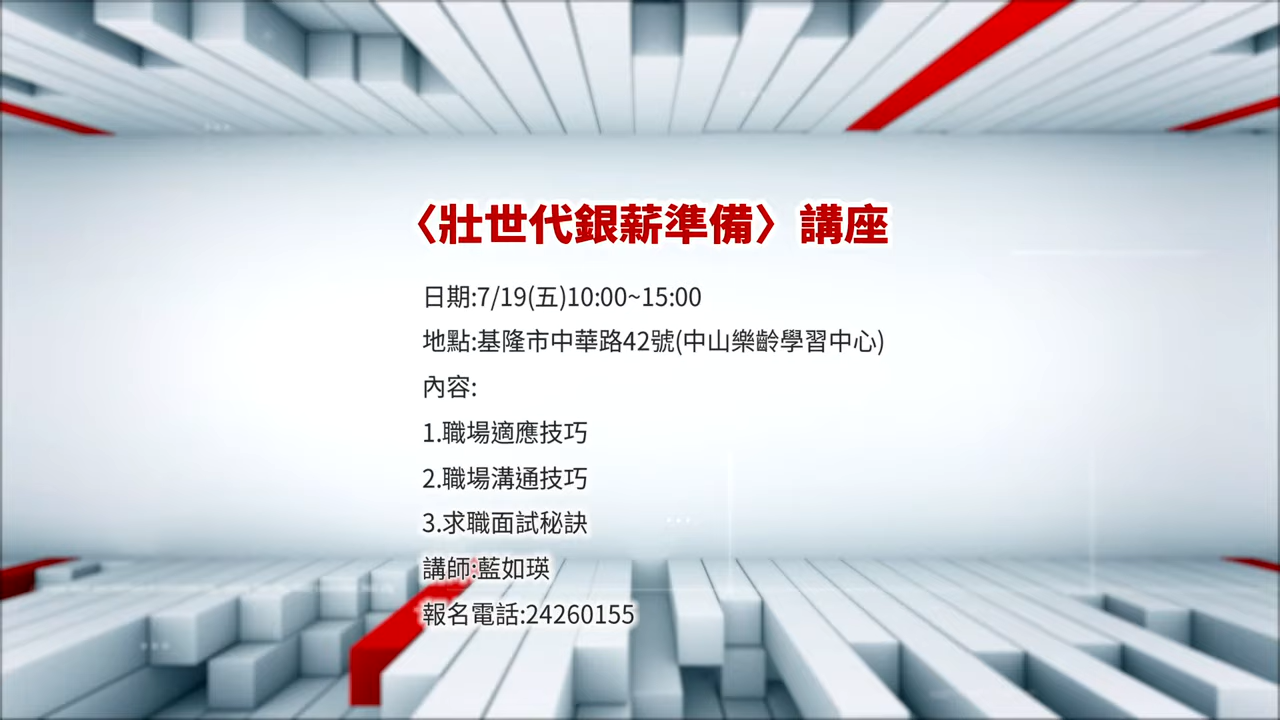 〈壯世代銀薪準備〉講座
日期:7/19(五)10:00~15:00
地點:基隆市中華路42號(中山樂齡學習中心)
內容:
1.職場適應技巧
2.職場溝通技巧
3.求職面試秘訣
講師:藍如瑛
報名電話:24260155